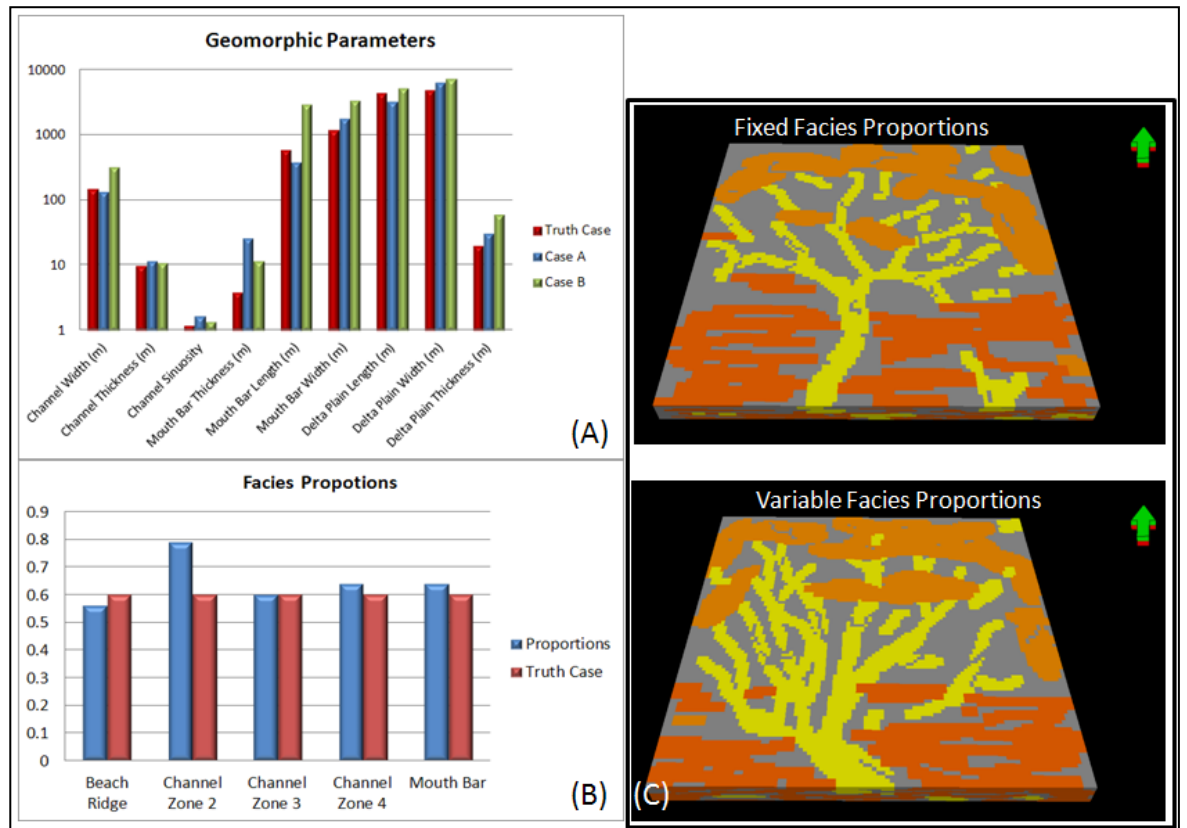 Geomorphic Parameters
10000
1000
100
10
1
Channel Width (m)
Channel Thickness (m)
Channel Sinuosity
Mouth Bar Thickness (m)
Mouth Bar Length (m)
Mouth Bar Width (m)
Delta Plain Length (m)
Delta Plain Width (m)
Delta Plain Thickness (m)
Truth Case
Case A
Case B
(A)
Facies Propotions
0.9
0.8
0.7
0.6
0.5
0.4
0.3
0.2
0.1
0
Beach Ridge
Channel Zone 2
Channel Zone 3
Channel Zone 4
Mouth Bar
Proportions
Truth Case
(B)
Fixed Facies Proportions
Variable Facies Proportions
(C)